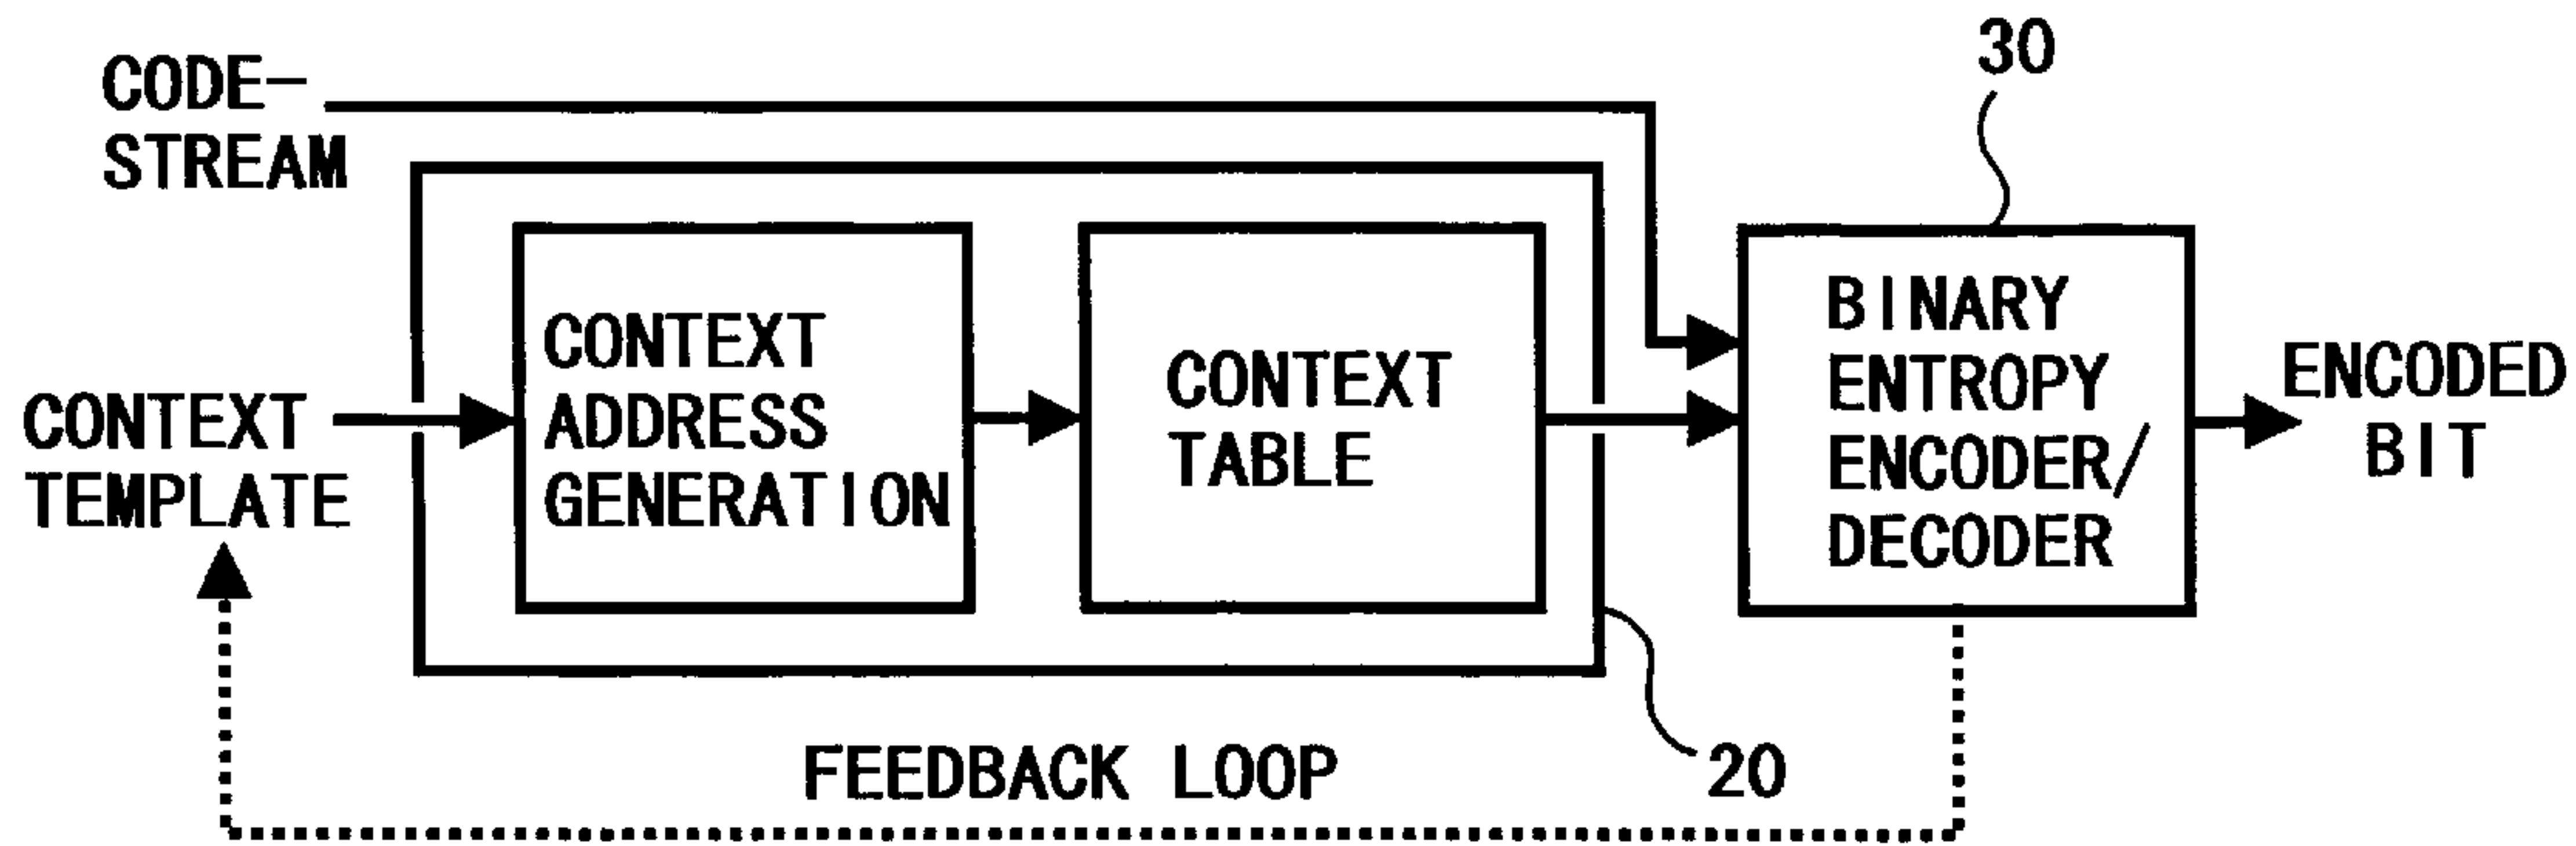 30
CODE-
STREAM
CONTEXT
TEMPLATE
CONTEXT
ADDRESS
GENERATION
CONTEXT
TABLE
BINARY
ENTROPY
ENCODER/
DECODER
ENCODED
BIT
FEEDBACK LOOP
20